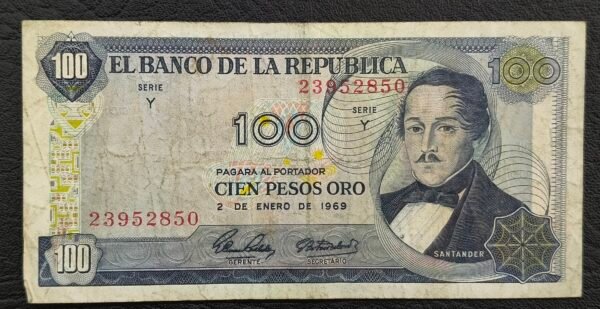 100
EL BANCO DE LA REPUBLICA
100
SERIE
Y
23952850
SERIE
Y
100
PAGARA AL PORTADOR
CIEN PESOS ORO
2 DE ENERO DE 1969
23952850
SANTANDER
GERENTE
SECRETARIO
100